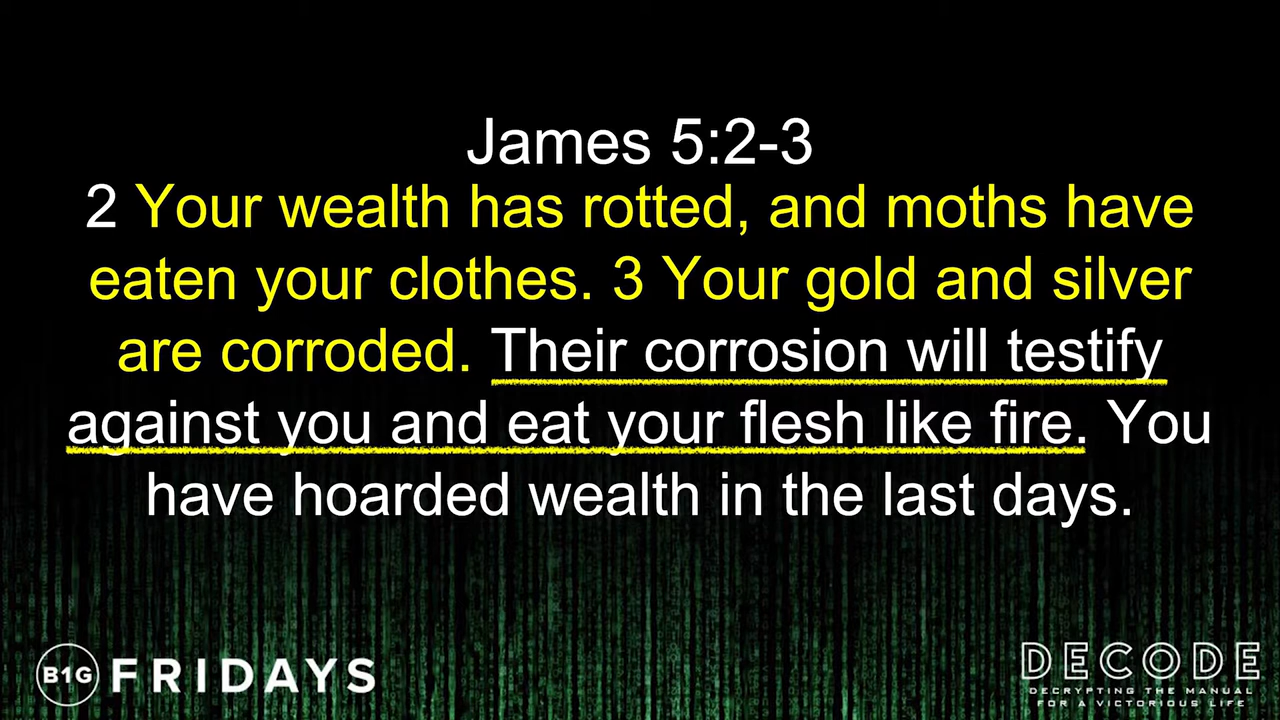 James 5:2-3
2 Your wealth has rotted, and moths have
eaten your clothes. 3 Your gold and silver
are corroded. Their corrosion will testify
against you and eat your flesh like fire. You
have hoarded wealth in the last days.
B1G FRIDAYS
DECODE
DECRYPTING THE MANUAL
FOR A VICTORIOUS LIFE